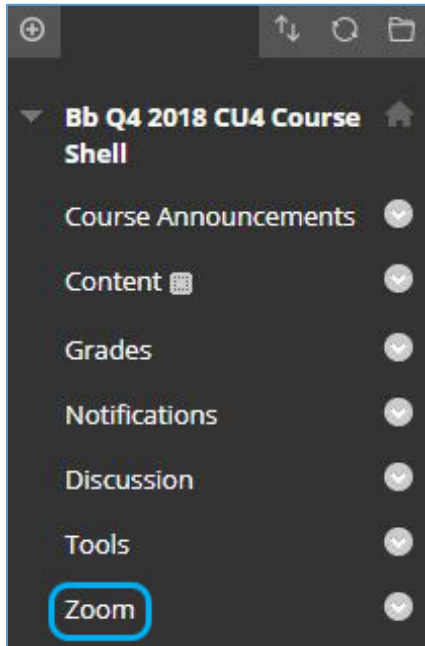 Bb Q4 2018 CU4 Course
Shell
Course Announcements
Content
Grades
Notifications
Discussion
Tools
Zoom